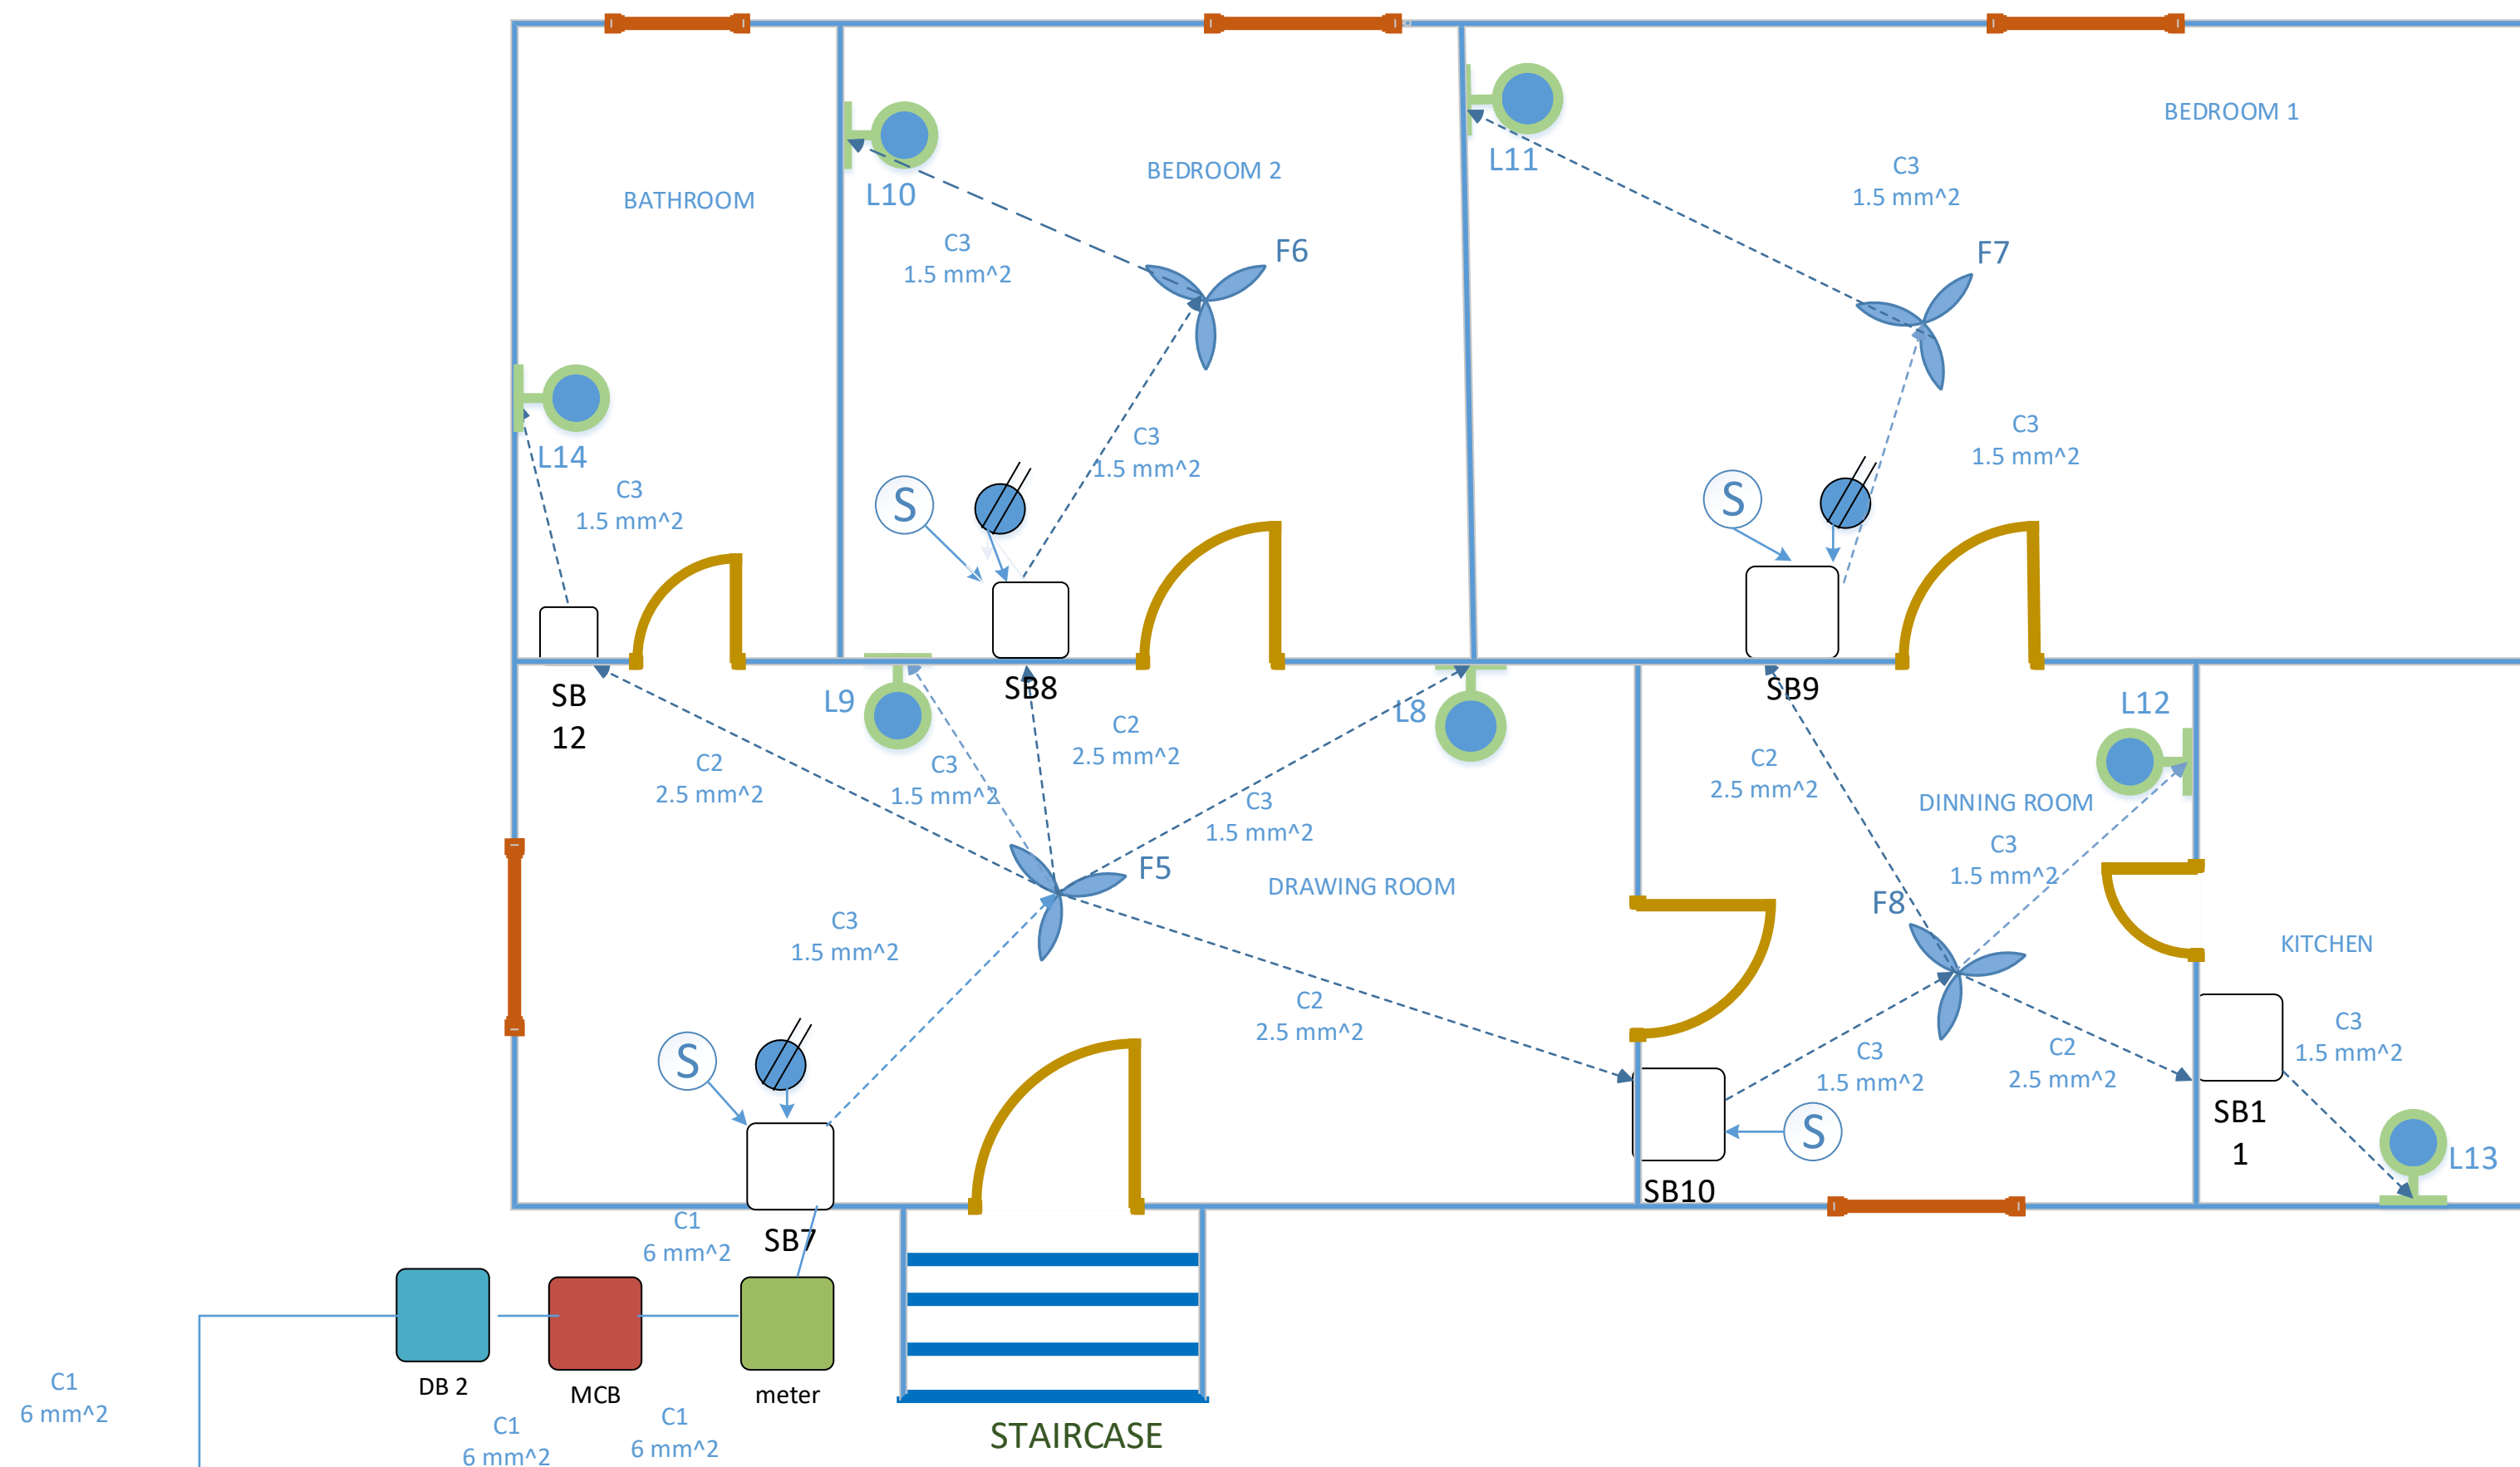 BEDROOM 1
L11
C3
1.5 mm^2
BEDROOM 2
BATHROOM
L10
C3
1.5 mm^2
F6
F7
C3
1.5 mm^2
C3
1.5 mm^2
L14
C3
1.5 mm^2
S
S
SB
12
L9
SB8
L8
SB9
L12
C2
2.5 mm^2
C3
1.5 mm^2
C2
2.5 mm^2
C3
1.5 mm^2
C2
2.5 mm^2
DINNING ROOM
C3
1.5 mm^2
F5
DRAWING ROOM
F8
C3
1.5 mm^2
KITCHEN
C2
2.5 mm^2
C3
1.5 mm^2
C2
2.5 mm^2
C3
1.5 mm^2
S
S
SB1
1
L13
SB10
C1
6 mm^2
SB7
DB 2
MCB
meter
C1
6 mm^2
C1
6 mm^2
C1
6 mm^2
STAIRCASE